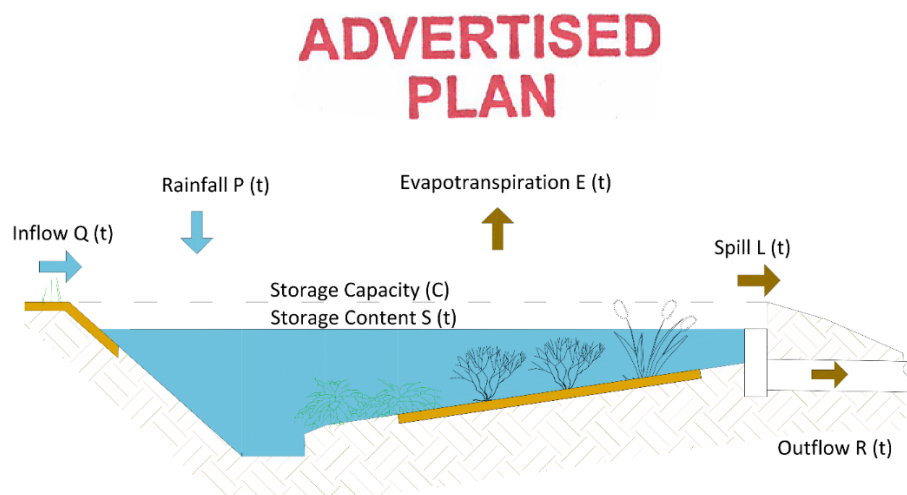 ADVERTISED
PLAN
Rainfall P (t)
Evapotranspiration E (t)
Inflow Q (t)
Spill L (t)
Storage Capacity (C)
Storage Content S (t)
Outflow R (t)